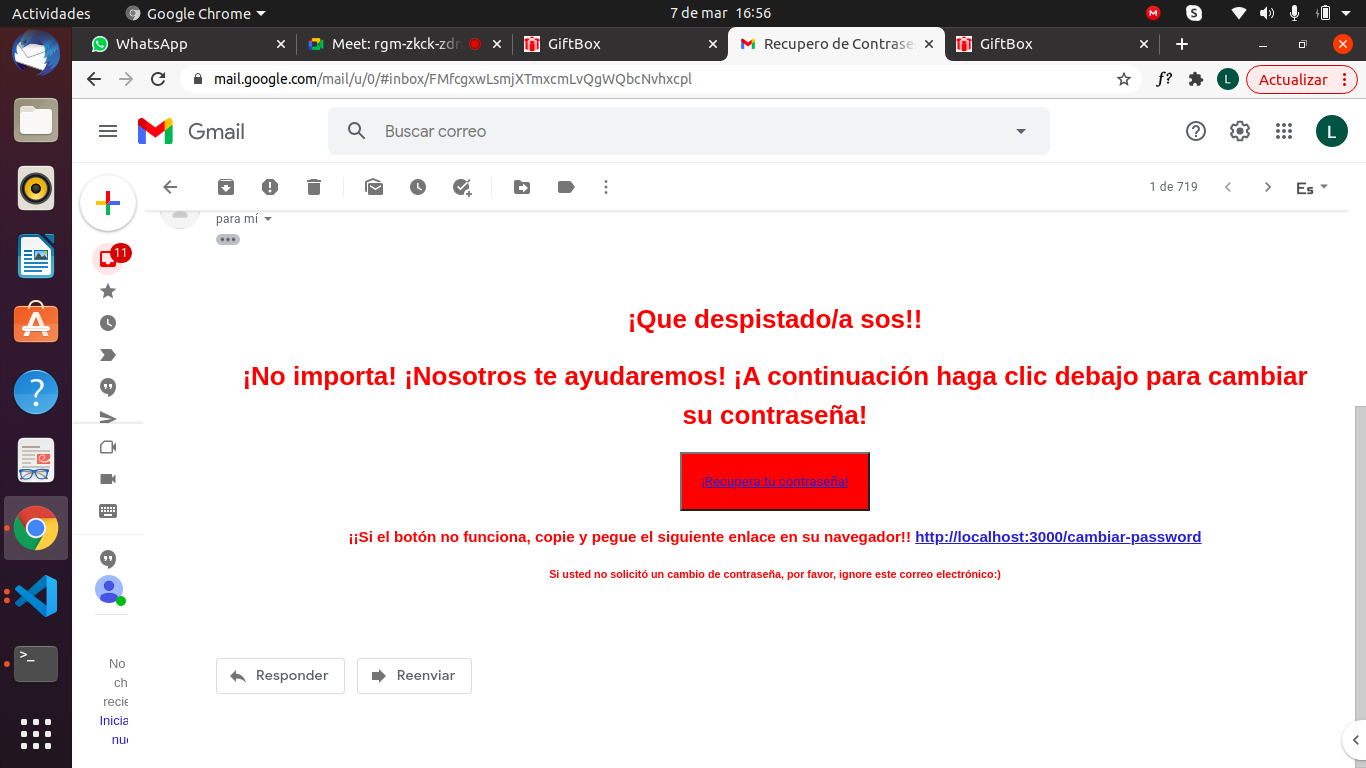 Actividades
Google Chrome
7 de mar 16:56
WhatsApp
Meet: rgm-zkck-zdn
GiftBox
Recupero de Contrase
GiftBox
mail.google.com/mail/u/0/#inbox/FMfcgxwLsmjXTmxcmLvQgWQbcNvhxcpl
f?
L
Actualizar
Gmail
Buscar correo
L
1 de 719
Es
para mí
11
¡Que despistado/a sos!!
¡No importa! ¡Nosotros te ayudaremos! ¡A continuación haga clic debajo para cambiar
su contraseña!
¡Recupera tu contraseña!
¡¡Si el botón no funciona, copie y pegue el siguiente enlace en su navegador!! http://localhost:3000/cambiar-password
Si usted no solicitó un cambio de contraseña, por favor, ignore este correo electrónico:)
Responder
Reenviar
No
ch
recie
Inicia
nue